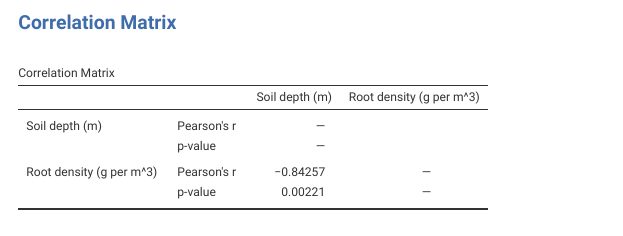 Correlation Matrix
Correlation Matrix
Soil depth (m) Root density (g per m^3)
Soil depth (m) Pearson's r —
p-value —
Root density (g per m^3) Pearson's r −0.84257 —
p-value 0.00221 —